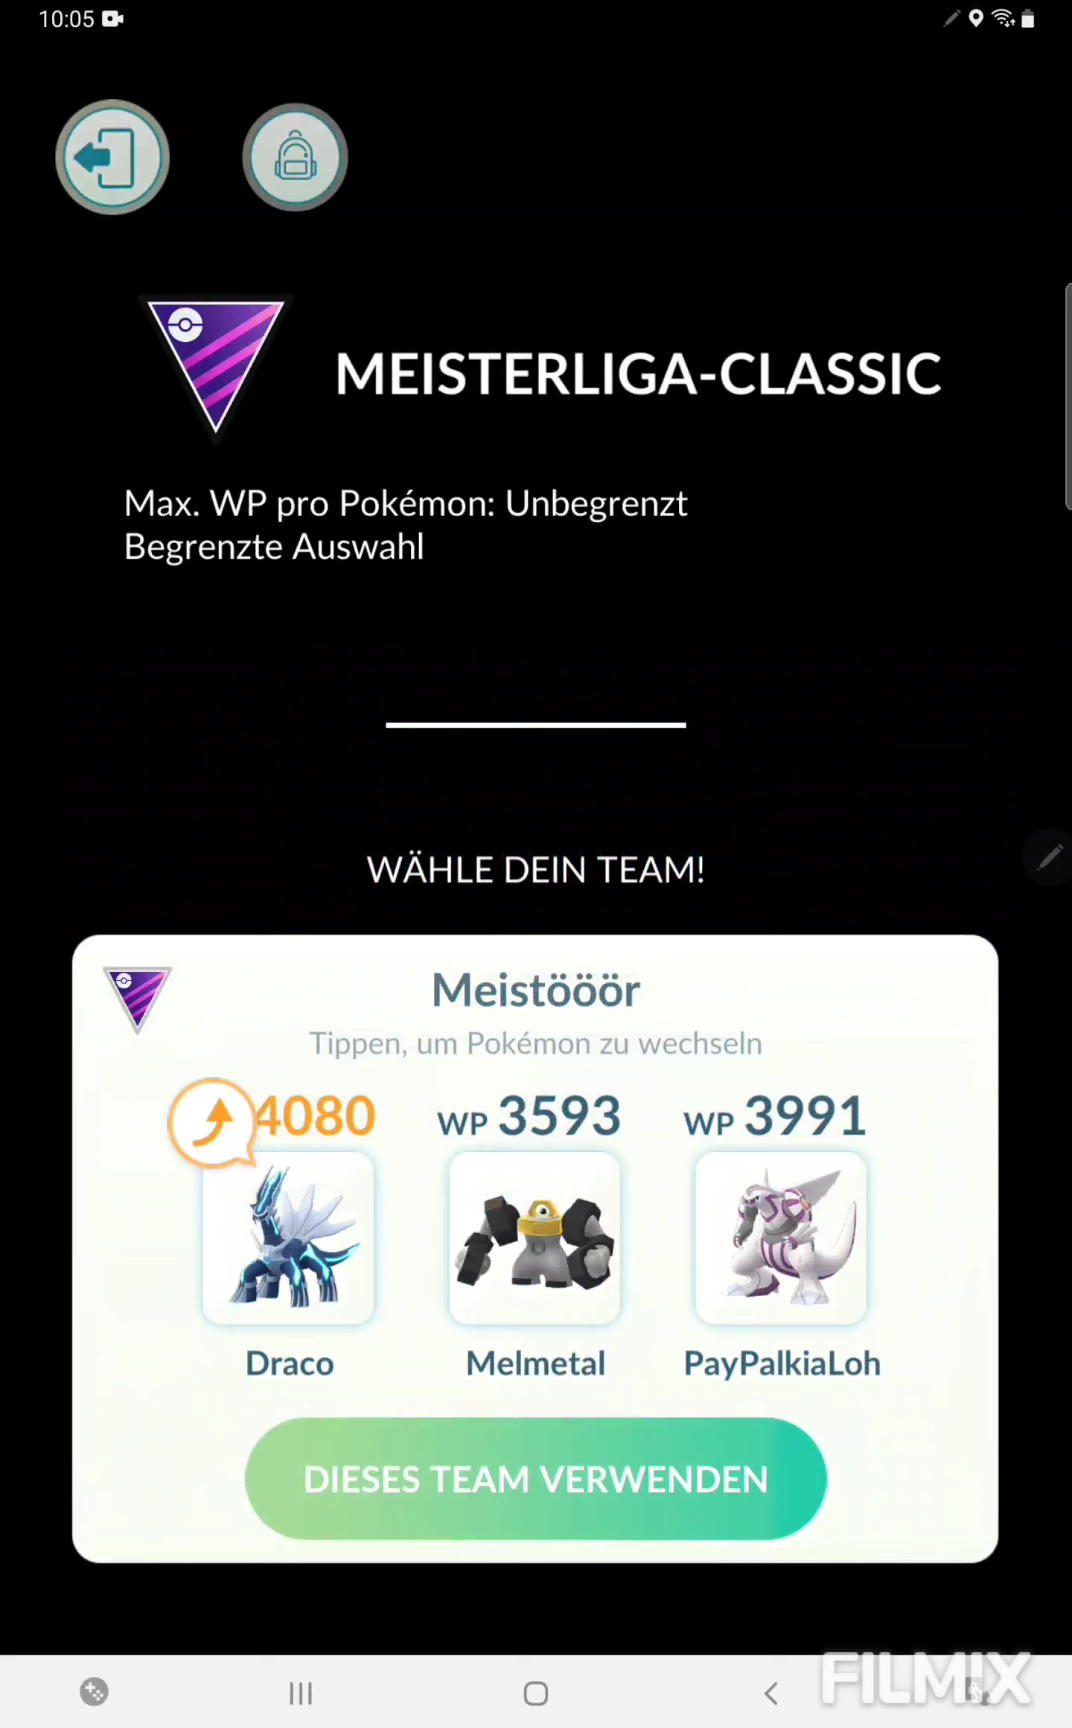 10:05
MEISTERLIGA-CLASSIC
Max. WP pro Pokémon: Unbegrenzt
Begrenzte Auswahl
WÄHLE DEIN TEAM!
Meistööör
Tippen, um Pokémon zu wechseln
4080 WP 3593 WP 3991
Draco Melmetal PayPalkiaLoh
DIESES TEAM VERWENDEN
FILMIX